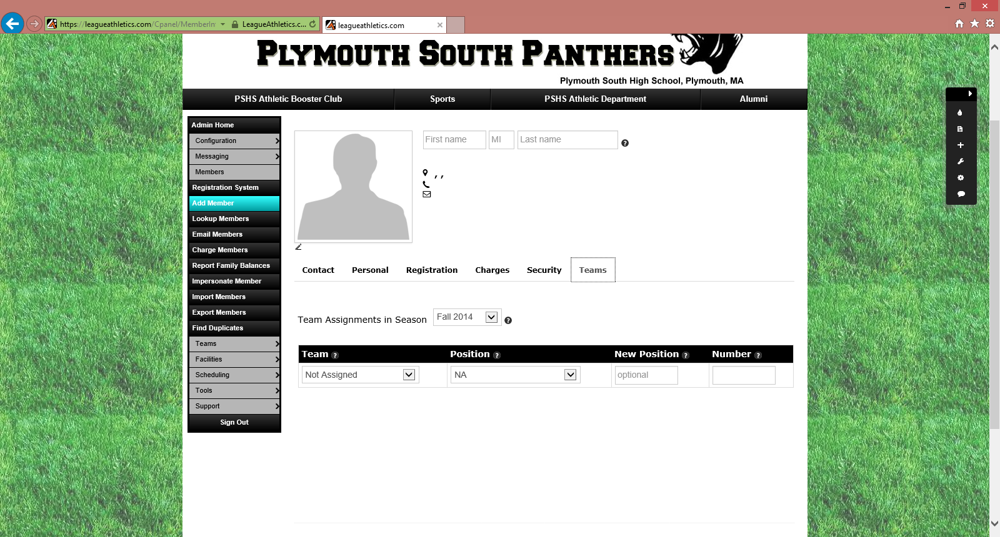 https://leagueathletics.com/Cpanel/MemberIn
LeagueAthletics.c...
leagueathletics.com
PLYMOUTH SOUTH PANTHERS
Plymouth South High School, Plymouth, MA
PSHS Athletic Booster Club
Sports
PSHS Athletic Department
Alumni
Admin Home
Configuration
Messaging
Members
Registration System
Add Member
Lookup Members
Email Members
Charge Members
Report Family Balances
Impersonate Member
Import Members
Export Members
Find Duplicates
Teams
Facilities
Scheduling
Tools
Support
Sign Out
First name MI Last name ?
, ,
Contact Personal Registration Charges Security Teams
Team Assignments in Season Fall 2014 ?
Team ? Position ? New Position ? Number ?
Not Assigned NA optional